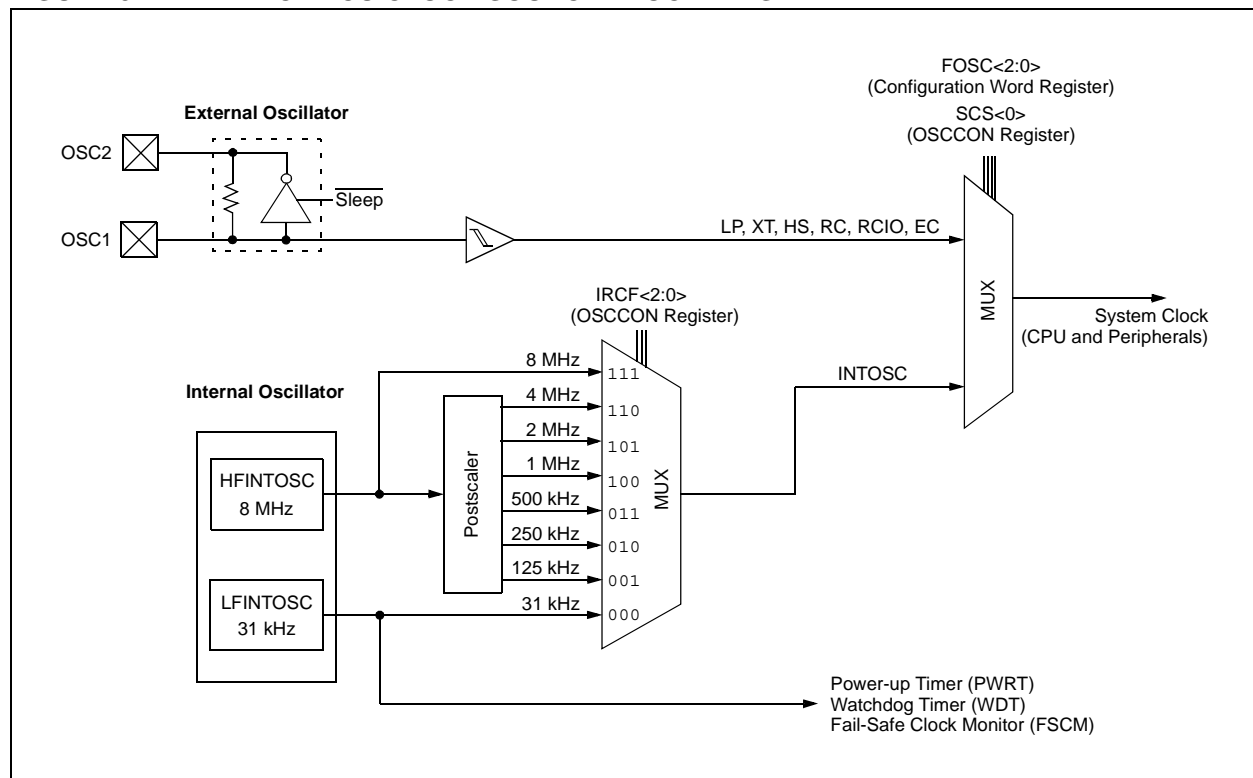 FOSC<2:0>
(Configuration Word Register)
SCS<0>
(OSCCON Register)
External Oscillator
OSC2
Sleep
OSC1
LP, XT, HS, RC, RCIO, EC
MUX
System Clock
(CPU and Peripherals)
IRCF<2:0>
(OSCCON Register)
INTOSC
Internal Oscillator
HFINTOSC
8 MHz
LFINTOSC
31 kHz
Postscaler
8 MHz
111
4 MHz
110
2 MHz
101
1 MHz
100
500 kHz
011
250 kHz
010
125 kHz
001
31 kHz
000
MUX
Power-up Timer (PWRT)
Watchdog Timer (WDT)
Fail-Safe Clock Monitor (FSCM)